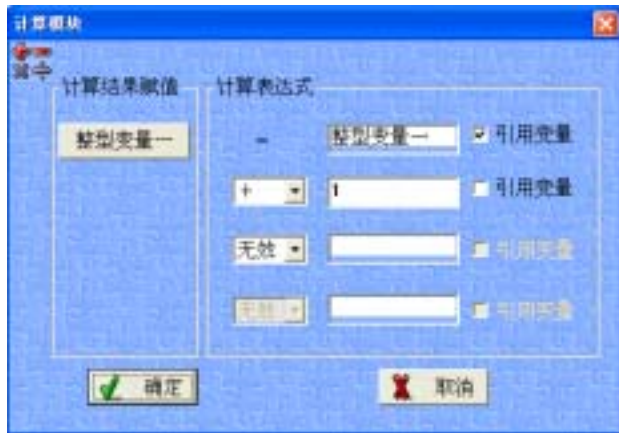 计算模块
计算结果赋值
计算表达式
整型变量一
= 整型变量一 引用变量
+ 1 引用变量
无效 引用变量
无效 引用变量
确定 取消